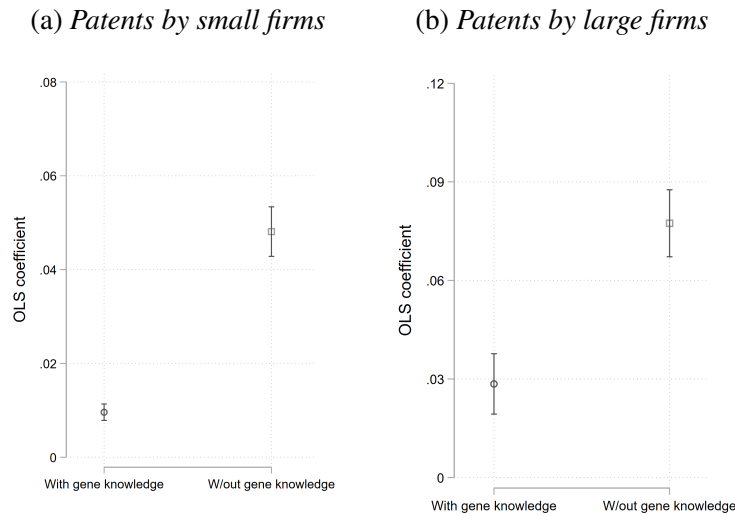 (a) Patents by small firms
.08
.06
.04
.02
0
OLS coefficient
With gene knowledge
W/out gene knowledge
(b) Patents by large firms
.12
.09
.06
.03
0
OLS coefficient
With gene knowledge
W/out gene knowledge